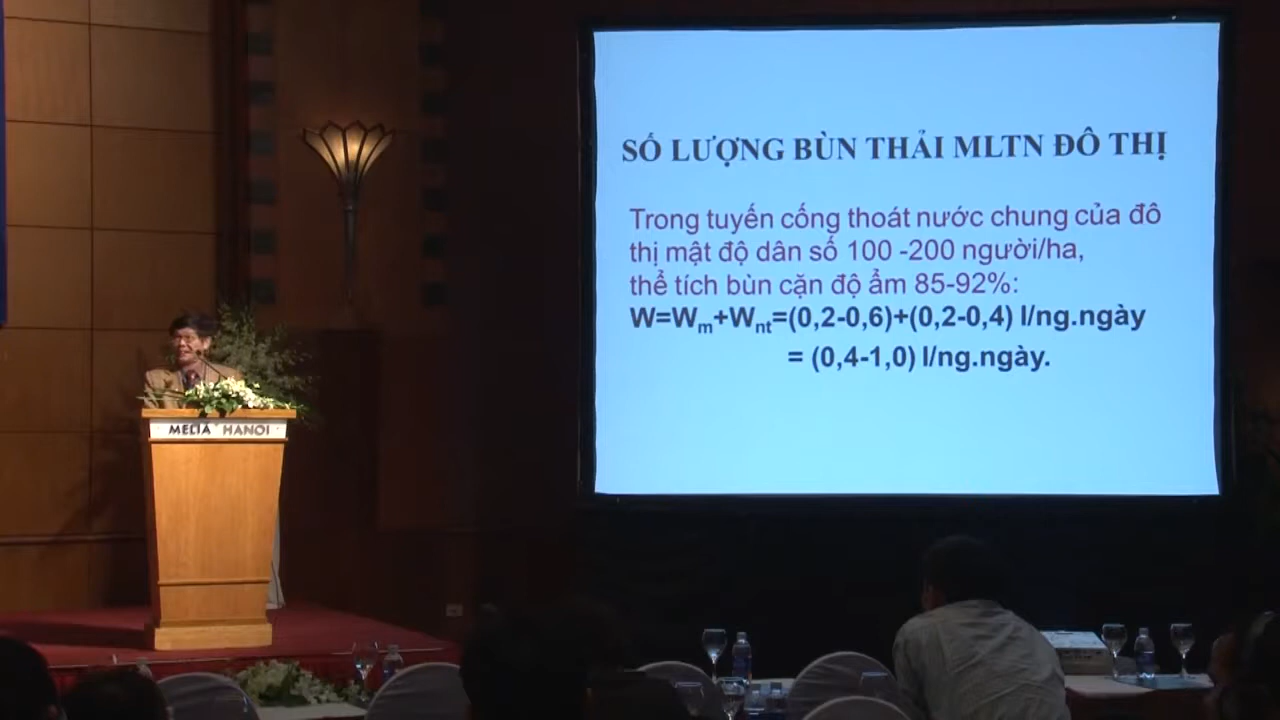 SỐ LƯỢNG BÙN THẢI MLTN ĐÔ THỊ
Trong tuyến cống thoát nước chung của đô
thị mật độ dân số 100 -200 người/ha,
thể tích bùn cặn độ ẩm 85-92%:
W=Wm+Wnt=(0,2-0,6)+(0,2-0,4) l/ng.ngày
= (0,4-1,0) l/ng.ngày.
MELIÃ HANOI